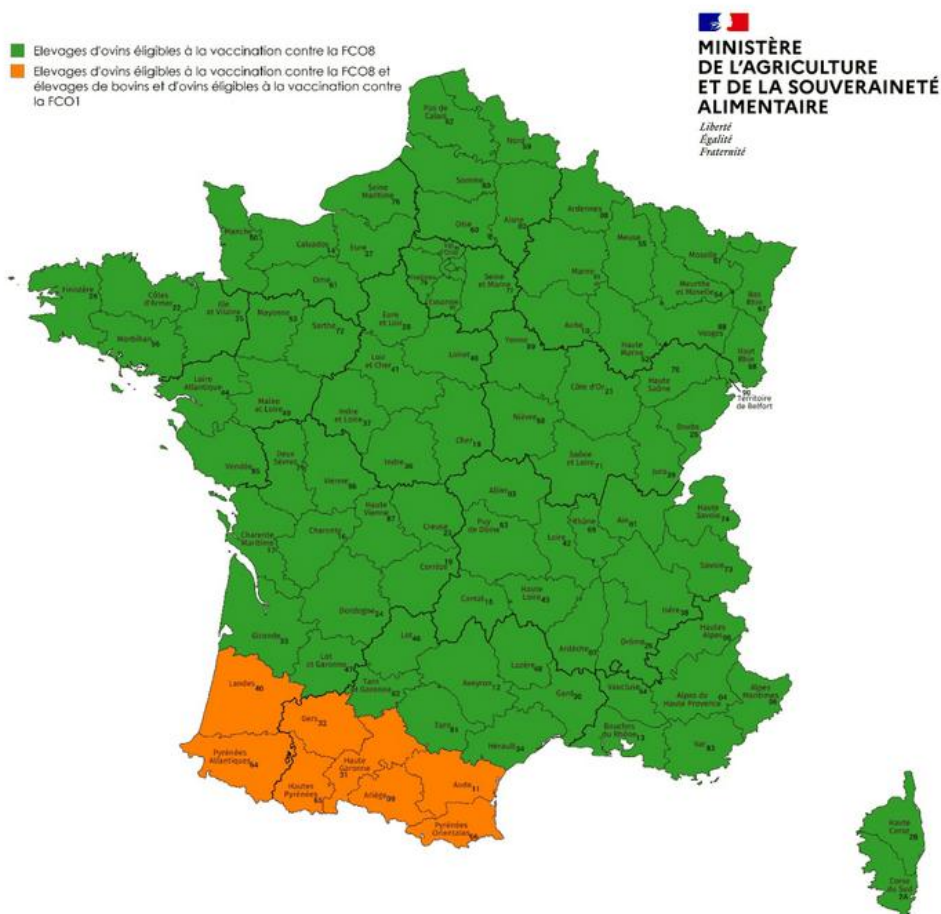 Elevages d'ovins éligibles à la vaccination contre la FCO8
Elevages d'ovins éligibles à la vaccination contre la FCO8 et
élevages de bovins et d'ovins éligibles à la vaccination contre
la FCO1
MINISTÈRE
DE L'AGRICULTURE
ET DE LA SOUVERAINETÉ
ALIMENTAIRE
Liberté
Égalité
Fraternité
Pas de
Calais 62
Nord 59
Somme 80
Seine
Maritime 76
Oise 60
Aisne 02
Ardennes 08
Manche 50
Calvados 14
Eure 27
Meuse 55
Moselle 57
Marne 51
Meurthe
et Moselle 54
Bas
Rhin 67
Orne 61
Yvelines 78
Essonne 91
Seine
et Marne 77
Finistère 29
Côtes
d'Armor 22
Ille
et Vilaine 35
Mayenne 53
Sarthe 72
Eure
et Loir 28
Aube 10
Haute
Marne 52
Vosges 88
Haut
Rhin 68
Morbihan 56
Loir
et Cher 41
Loiret 45
Yonne 89
Côte d'Or 21
Haute
Saône 70
90
Territoire
de Belfort
Loire
Atlantique 44
Maine
et Loire 49
Indre
et Loire 37
Cher 18
Nièvre 58
Doubs 25
Vendée 85
Deux
Sèvres 79
Vienne 86
Indre 36
Saône
et Loire 71
Jura 39
Allier 03
Charente
Maritime 17
Charente 16
Haute
Vienne 87
Creuse 23
Puy
de Dôme 63
Loire 42
Rhône 69
Ain 01
Haute
Savoie 74
Corrèze 19
Savoie 73
Dordogne 24
Cantal 15
Haute
Loire 43
Isère 38
Gironde 33
Lot
et Garonne 47
Lot 46
Lozère 48
Ardèche 07
Drôme 26
Hautes
Alpes 05
Landes 40
Tarn
et Garonne 82
Aveyron 12
Gard 30
Vaucluse 84
Alpes de
Haute Provence 04
Alpes
Maritimes 06
Gers 32
Tarn 81
Hérault 34
Bouches
du Rhône 13
Var 83
Pyrénées
Atlantiques 64
Hautes
Pyrénées 65
Haute
Garonne 31
Ariège 09
Aude 11
Pyrénées
Orientales 66
Haute
Corse 2B
Corse
du Sud 2A